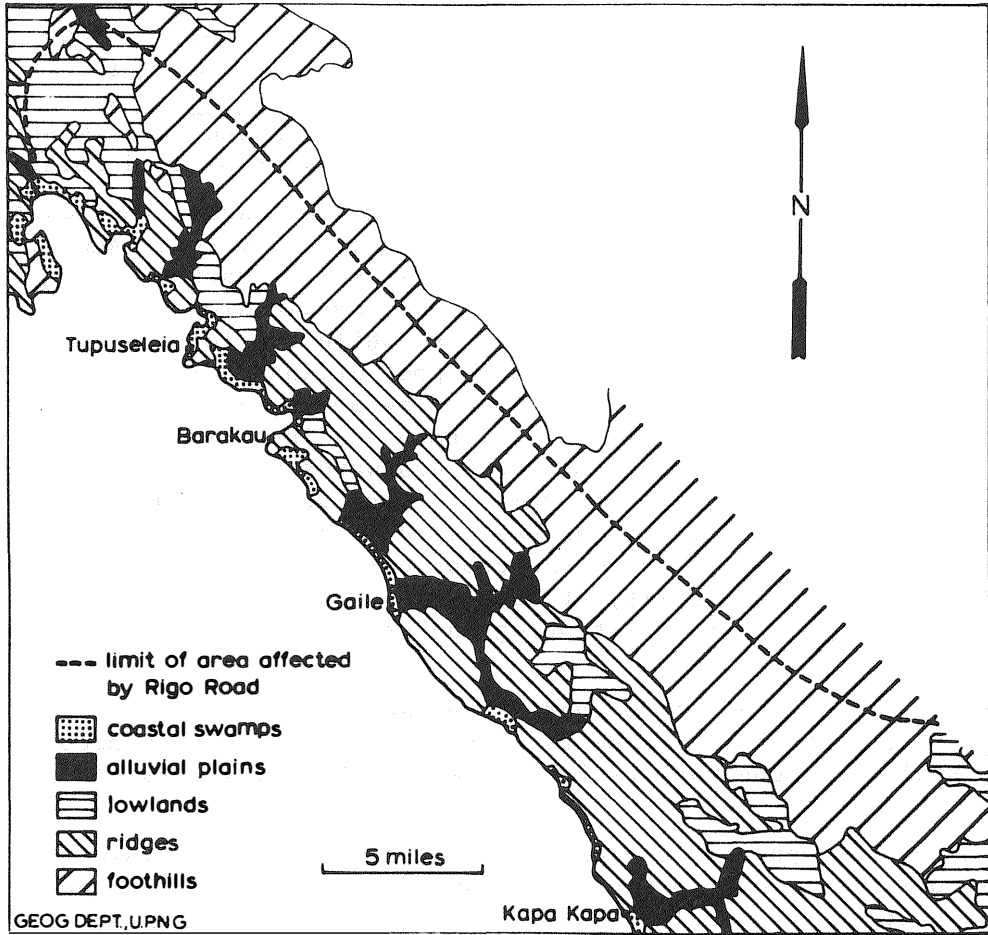 N
Tupuseleia
Barakau
Gaile
limit of area affected
by Rigo Road
coastal swamps
alluvial plains
lowlands
ridges
foothills
5 miles
Kapa Kapa
GEOG DEPT., U.PNG